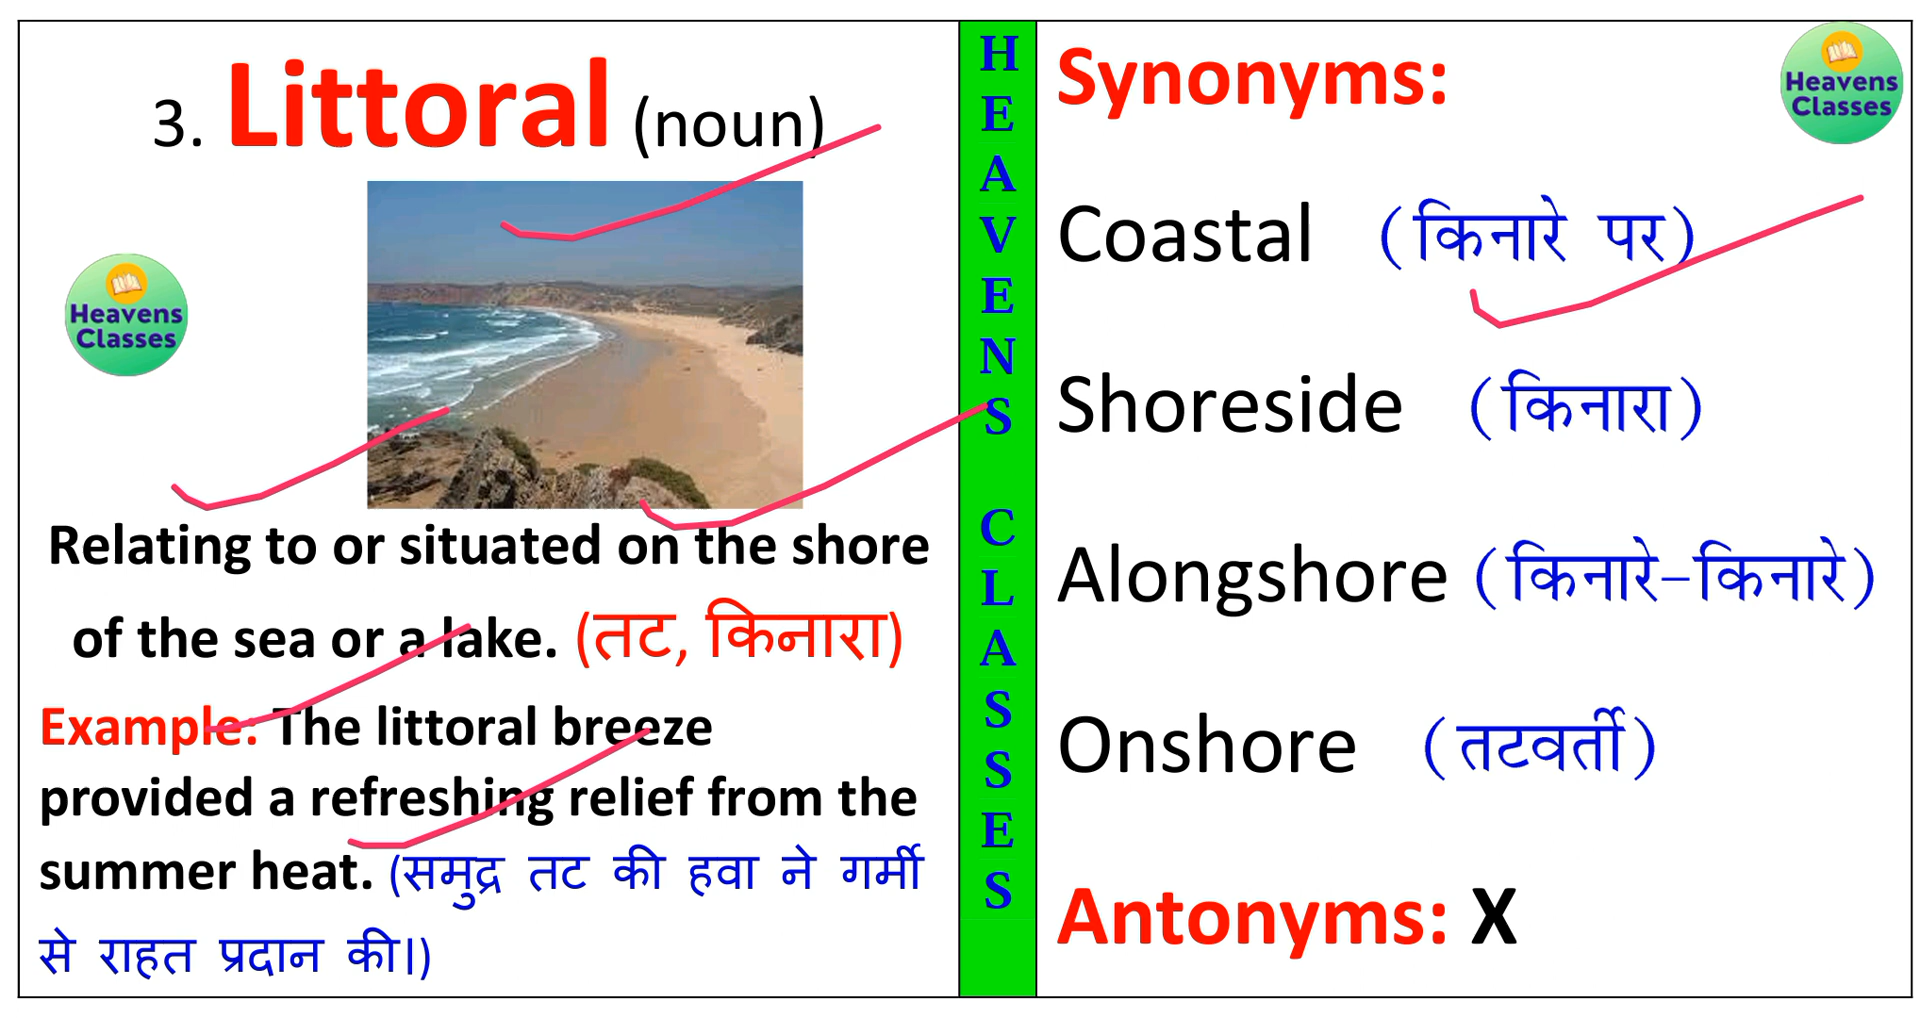 3. Littoral (noun)
Heavens
Classes
Relating to or situated on the shore
of the sea or a lake. (तट, किनारा)
Example: The littoral breeze
provided a refreshing relief from the
summer heat. (समुद्र तट की हवा ने गर्मी
से राहत प्रदान की।)
HEAVENS CLASSES
Synonyms:
Heavens
Classes
Coastal (किनारे पर)
Shoreside (किनारा)
Alongshore (किनारे-किनारे)
Onshore (तटवर्ती)
Antonyms: X